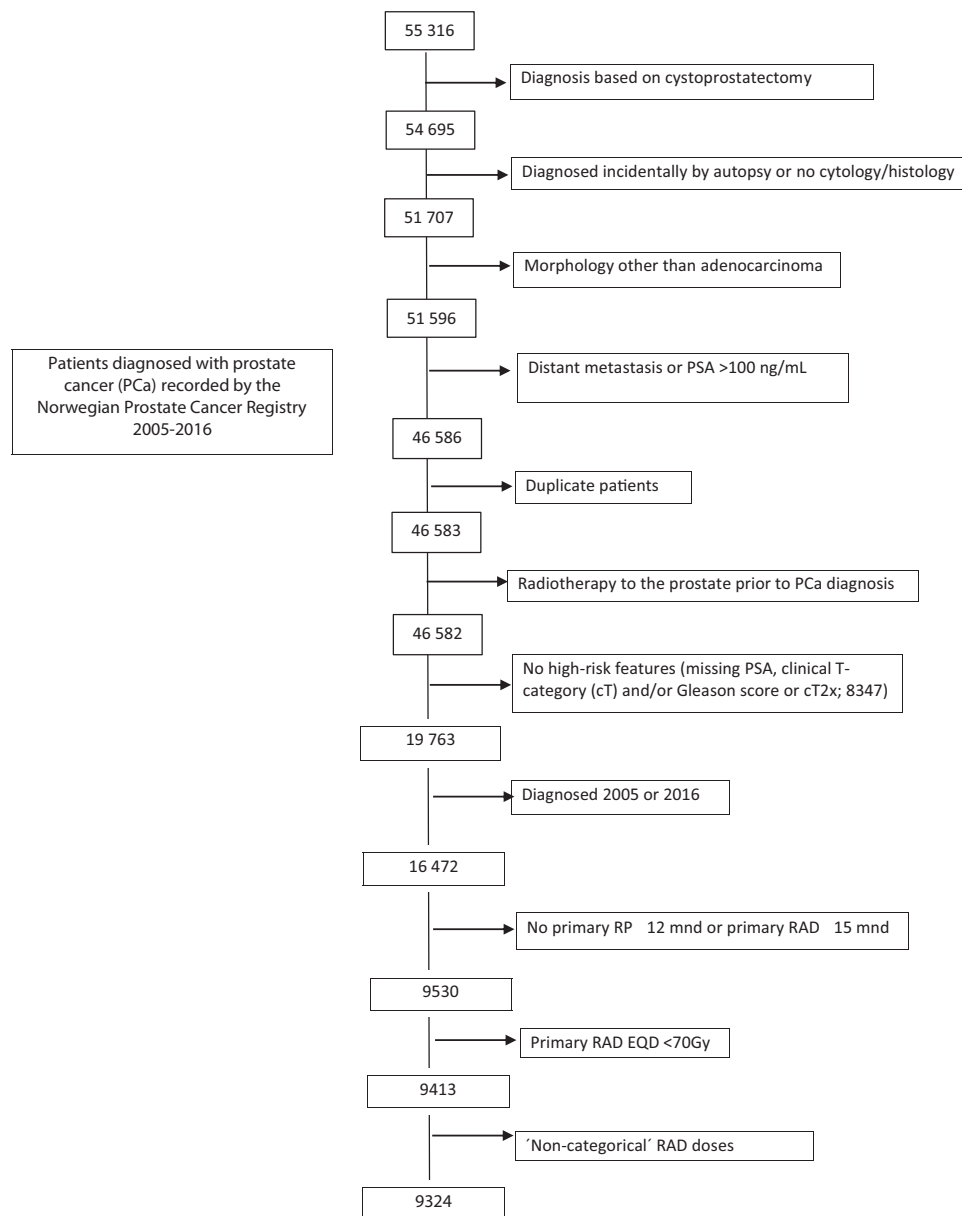 55 316
Diagnosis based on cystoprostatectomy
54 695
Diagnosed incidentally by autopsy or no cytology/histology
51 707
Morphology other than adenocarcinoma
51 596
Patients diagnosed with prostate
cancer (PCa) recorded by the
Norwegian Prostate Cancer Registry
2005-2016
Distant metastasis or PSA >100 ng/mL
46 586
Duplicate patients
46 583
Radiotherapy to the prostate prior to PCa diagnosis
46 582
No high-risk features (missing PSA, clinical T-
category (cT) and/or Gleason score or cT2x; 8347)
19 763
Diagnosed 2005 or 2016
16 472
No primary RP 12 mnd or primary RAD 15 mnd
9530
Primary RAD EQD <70Gy
9413
´Non-categorical´ RAD doses
9324